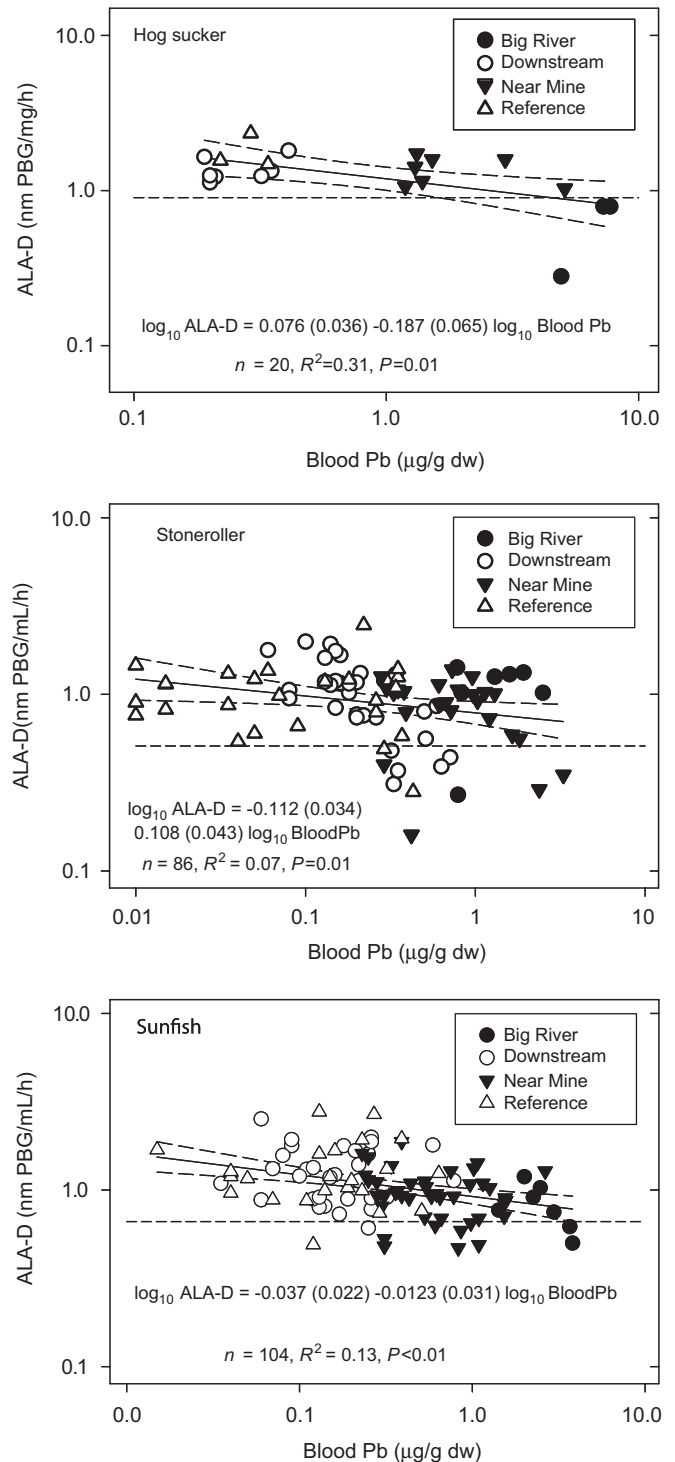 Hog sucker
Big River
Downstream
Near Mine
Reference
10.0
1.0
0.1
ALA-D (nm PBG/mg/h)
log10 ALA-D = 0.076 (0.036) -0.187 (0.065) log10 Blood Pb
n = 20, R2=0.31, P=0.01
0.1 1.0 10.0
Blood Pb (μg/g dw)
Stoneroller
Big River
Downstream
Near Mine
Reference
10.0
1.0
0.1
ALA-D(nm PBG/mL/h)
log10 ALA-D = -0.112 (0.034)
0.108 (0.043) log10 BloodPb
n = 86, R2 = 0.07, P=0.01
0.01 0.1 1 10
Blood Pb (μg/g dw)
Sunfish
Big River
Downstream
Near Mine
Reference
10.0
1.0
0.1
ALA-D (nm PBG/mL/h)
log10 ALA-D = -0.037 (0.022) -0.0123 (0.031) log10 BloodPb
n = 104, R2 = 0.13, P<0.01
0.0 0.1 1.0 10.0
Blood Pb (μg/g dw)